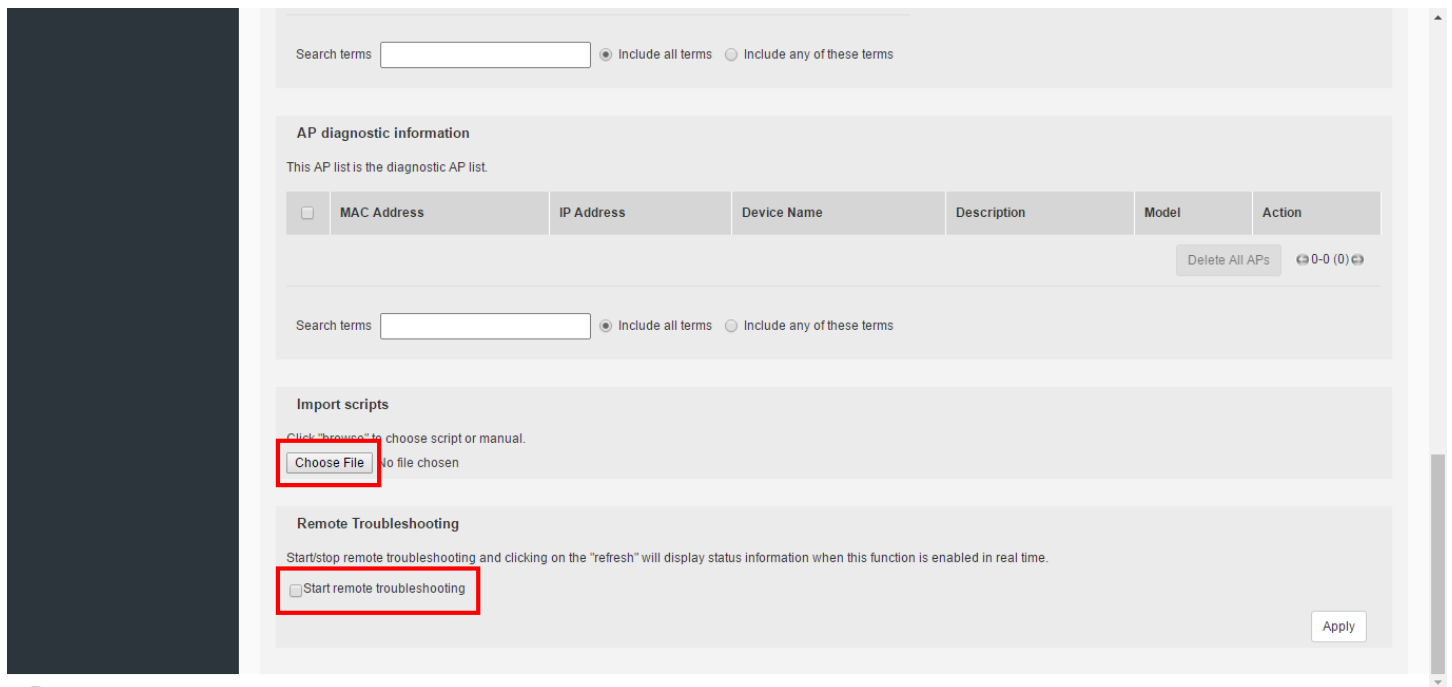 Search terms Include all terms Include any of these terms
AP diagnostic information
This AP list is the diagnostic AP list.
MAC Address IP Address Device Name Description Model Action
Delete All APs 0-0 (0)
Search terms Include all terms Include any of these terms
Import scripts
Click "browse" to choose script or manual.
Choose File No file chosen
Remote Troubleshooting
Start/stop remote troubleshooting and clicking on the "refresh" will display status information when this function is enabled in real time.
Start remote troubleshooting
Apply